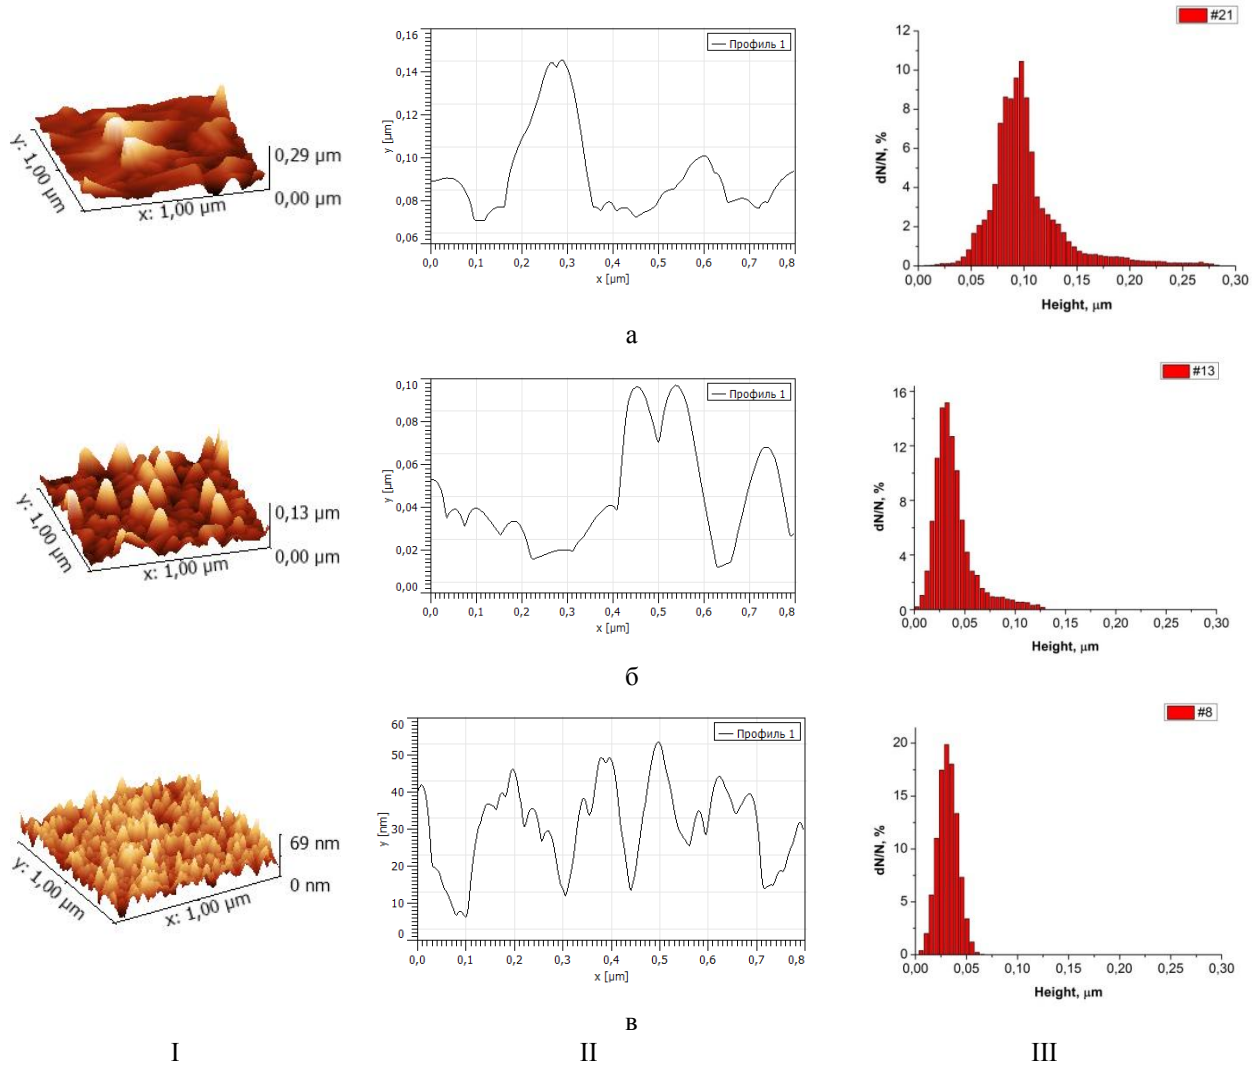 #21
0,16
0,14
0,12
0,10
0,08
0,06
y [µm]
Профиль 1
0,0 0,1 0,2 0,3 0,4 0,5 0,6 0,7 0,8
x [µm]
y: 1,00 µm
x: 1,00 µm
0,29 µm
0,00 µm
12
10
8
6
4
2
0
dN/N, %
0,00 0,05 0,10 0,15 0,20 0,25 0,30
Height, µm
а
y: 1,00 µm
x: 1,00 µm
0,13 µm
0,00 µm
0,10
0,08
0,06
0,04
0,02
0,00
y [µm]
Профиль 1
0,0 0,1 0,2 0,3 0,4 0,5 0,6 0,7 0,8
x [µm]
#13
16
12
8
4
0
dN/N, %
0,00 0,05 0,10 0,15 0,20 0,25 0,30
Height, µm
б
y: 1,00 µm
x: 1,00 µm
69 nm
0 nm
60
50
40
30
20
10
0
y [nm]
Профиль 1
0,0 0,1 0,2 0,3 0,4 0,5 0,6 0,7 0,8
x [µm]
#8
20
15
10
5
0
dN/N, %
0,00 0,05 0,10 0,15 0,20 0,25 0,30
Height, µm
в
I II III